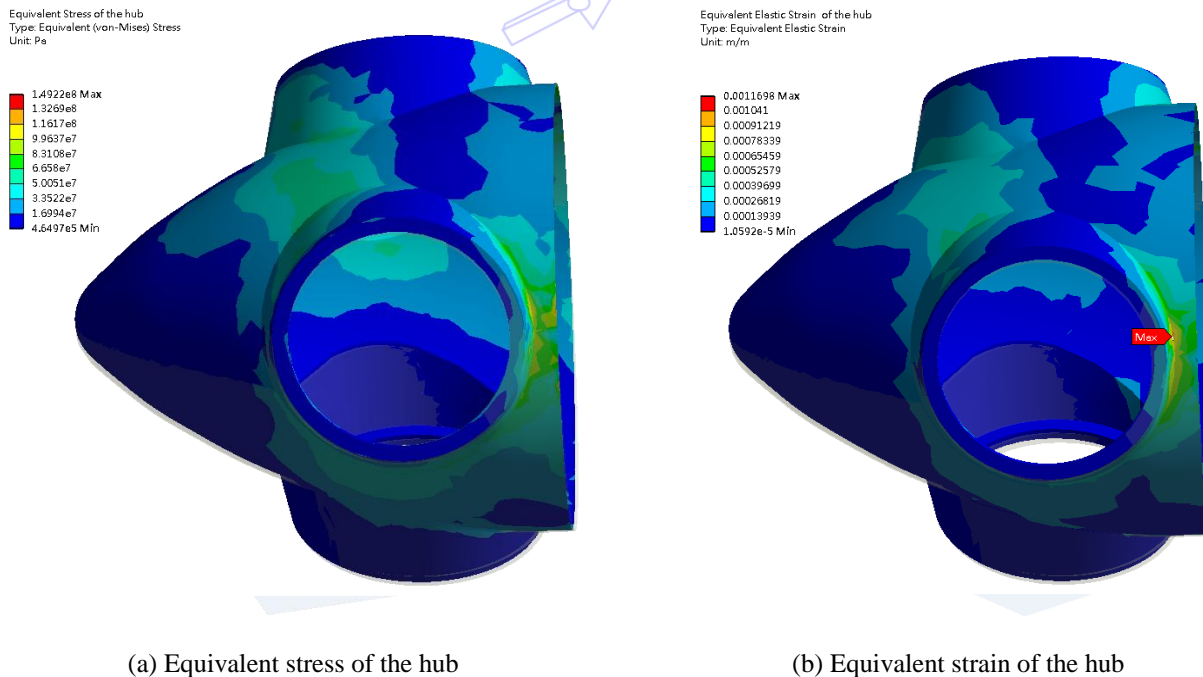 Equivalent Stress of the hub
Type: Equivalent (von-Mises) Stress
Unit: Pa
1.4922e8 Max
1.3269e8
1.1617e8
9.9637e7
8.3108e7
6.658e7
5.0051e7
3.3522e7
1.6994e7
4.6497e5 Min
Equivalent Elastic Strain of the hub
Type: Equivalent Elastic Strain
Unit: m/m
0.0011698 Max
0.001041
0.00091219
0.00078339
0.00065459
0.00052579
0.00039699
0.00026819
0.00013939
1.0592e-5 Min
Max
(a) Equivalent stress of the hub
(b) Equivalent strain of the hub